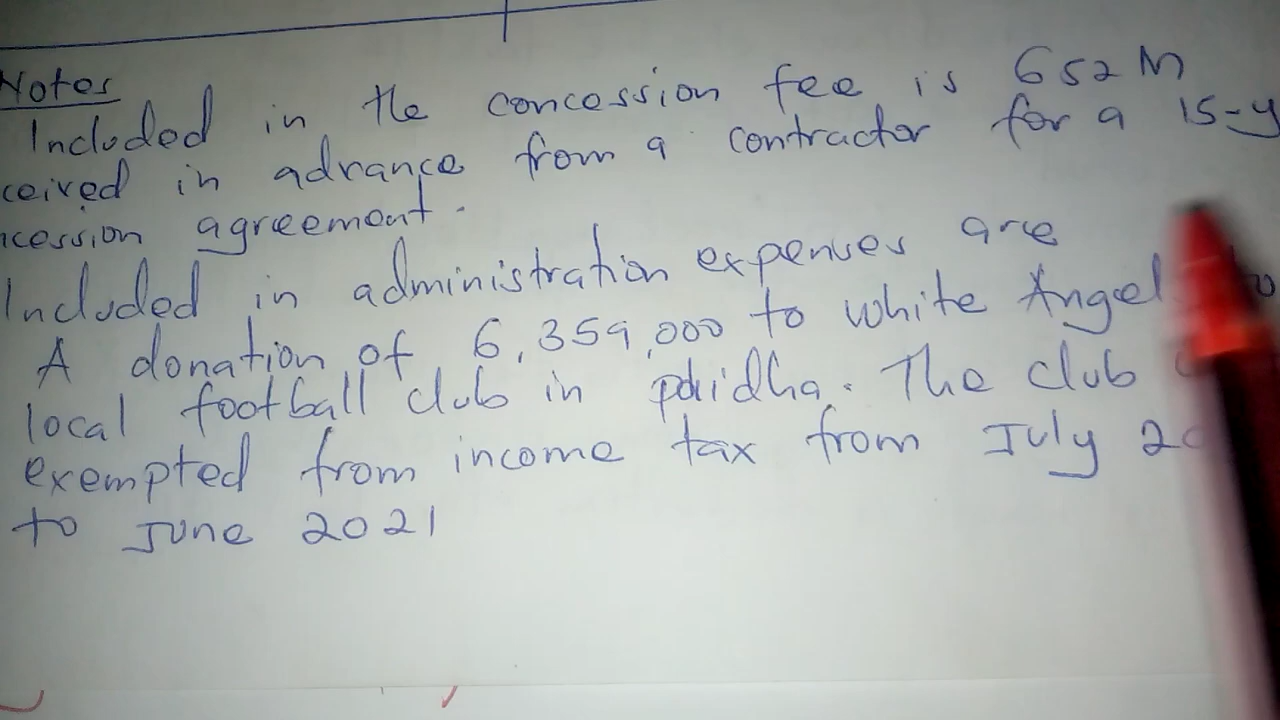 Notes
Included in the concession fee is 652M
ceived in advance from a contractor for a 15-y
cession agreement.
Included in administration expenses are
A donation of 6,359,000 to white Angel
local football club in paidha. The club
exempted from income tax from July 20
to June 2021